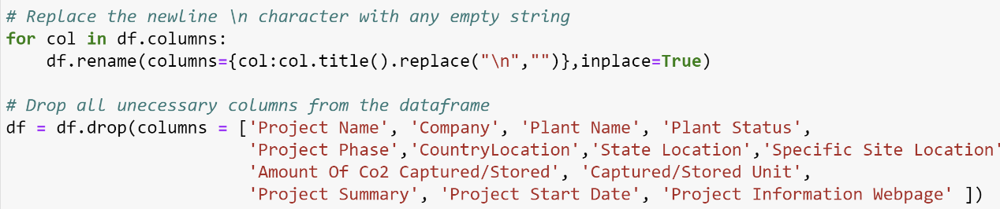 # Replace the newline \n character with any empty string
for col in df.columns:
    df.rename(columns={col:col.title().replace("\n","")},inplace=True)

# Drop all unecessary columns from the dataframe
df = df.drop(columns = ['Project Name', 'Company', 'Plant Name', 'Plant Status',
                        'Project Phase','CountryLocation','State Location','Specific Site Location'
                        'Amount Of Co2 Captured/Stored', 'Captured/Stored Unit',
                        'Project Summary', 'Project Start Date', 'Project Information Webpage' ])